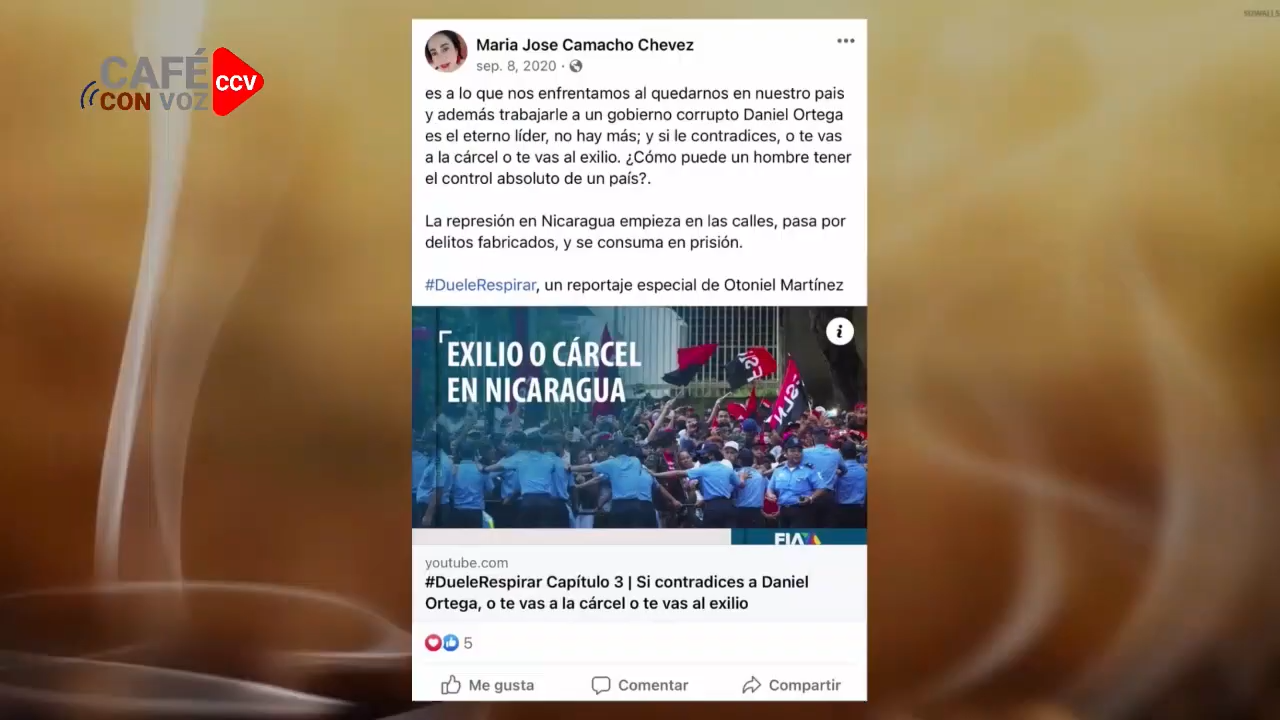 CAFÉ
CON VOZ
CCV
Maria Jose Camacho Chevez
sep. 8, 2020 ·
es a lo que nos enfrentamos al quedarnos en nuestro pais
y además trabajarle a un gobierno corrupto Daniel Ortega
es el eterno líder, no hay más; y si le contradices, o te vas
a la cárcel o te vas al exilio. ¿Cómo puede un hombre tener
el control absoluto de un país?.
La represión en Nicaragua empieza en las calles, pasa por
delitos fabricados, y se consuma en prisión.
#DueleRespirar, un reportaje especial de Otoniel Martínez
EXILIO O CÁRCEL
EN NICARAGUA
FSLN
youtube.com
#DueleRespirar Capítulo 3 | Si contradices a Daniel
Ortega, o te vas a la cárcel o te vas al exilio
5
Me gusta
Comentar
Compartir